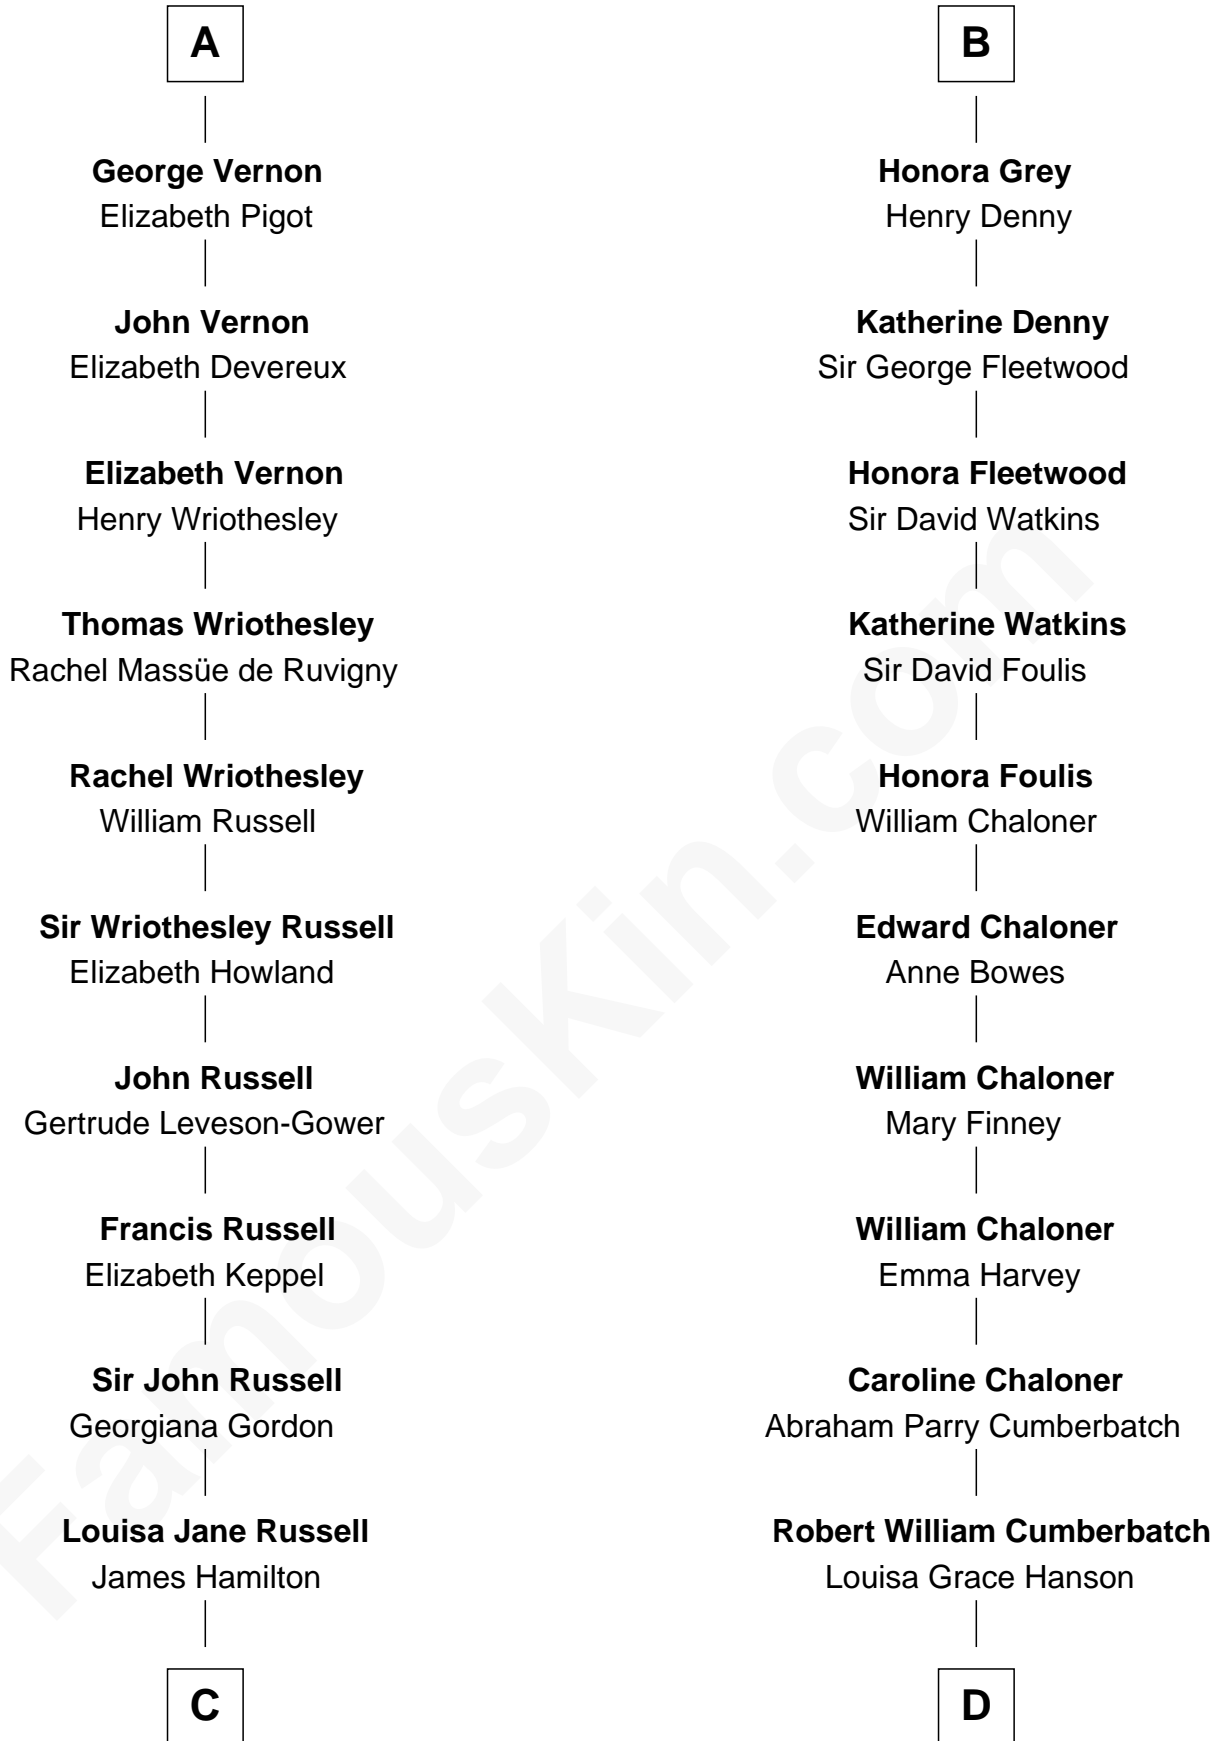 A
George Vernon
Elizabeth Pigot
John Vernon
Elizabeth Devereux
Elizabeth Vernon
Henry Wriothesley
Thomas Wriothesley
Rachel Massüe de Ruvigny
Rachel Wriothesley
William Russell
Sir Wriothesley Russell
Elizabeth Howland
John Russell
Gertrude Leveson-Gower
Francis Russell
Elizabeth Keppel
Sir John Russell
Georgiana Gordon
Louisa Jane Russell
James Hamilton
C
B
Honora Grey
Henry Denny
Katherine Denny
Sir George Fleetwood
Honora Fleetwood
Sir David Watkins
Katherine Watkins
Sir David Foulis
Honora Foulis
William Chaloner
Edward Chaloner
Anne Bowes
William Chaloner
Mary Finney
William Chaloner
Emma Harvey
Caroline Chaloner
Abraham Parry Cumberbatch
Robert William Cumberbatch
Louisa Grace Hanson
D
FamousKin.com